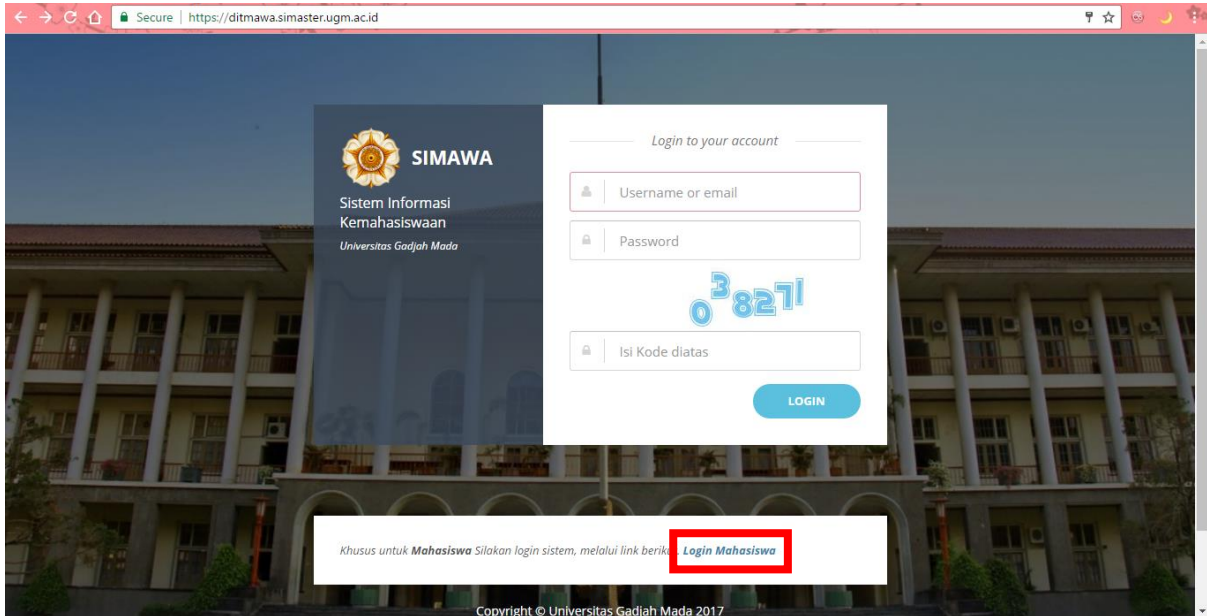 Secure | https://ditmawa.simaster.ugm.ac.id
SIMAWA
Sistem Informasi
Kemahasiswaan
Universitas Gadjah Mada
Login to your account
Username or email
Password
038271
Isi Kode diatas
LOGIN
Khusus untuk Mahasiswa Silakan login sistem, melalui link Login Mahasiswa
Copyright © Universitas Gadjah Mada 2017